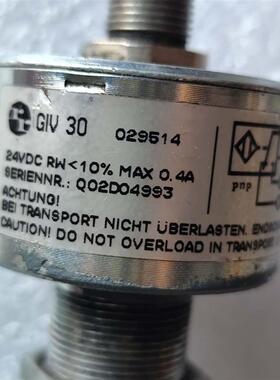 GIV 30 029514
24VDC RW<10% MAX 0.4A
SERIENNR.: Q02D04993
pnp
ACHTUNG!
BEI TRANSPORT NICHT ÜBERLASTEN.
CAUTION! DO NOT OVERLOAD IN TRANSPORT